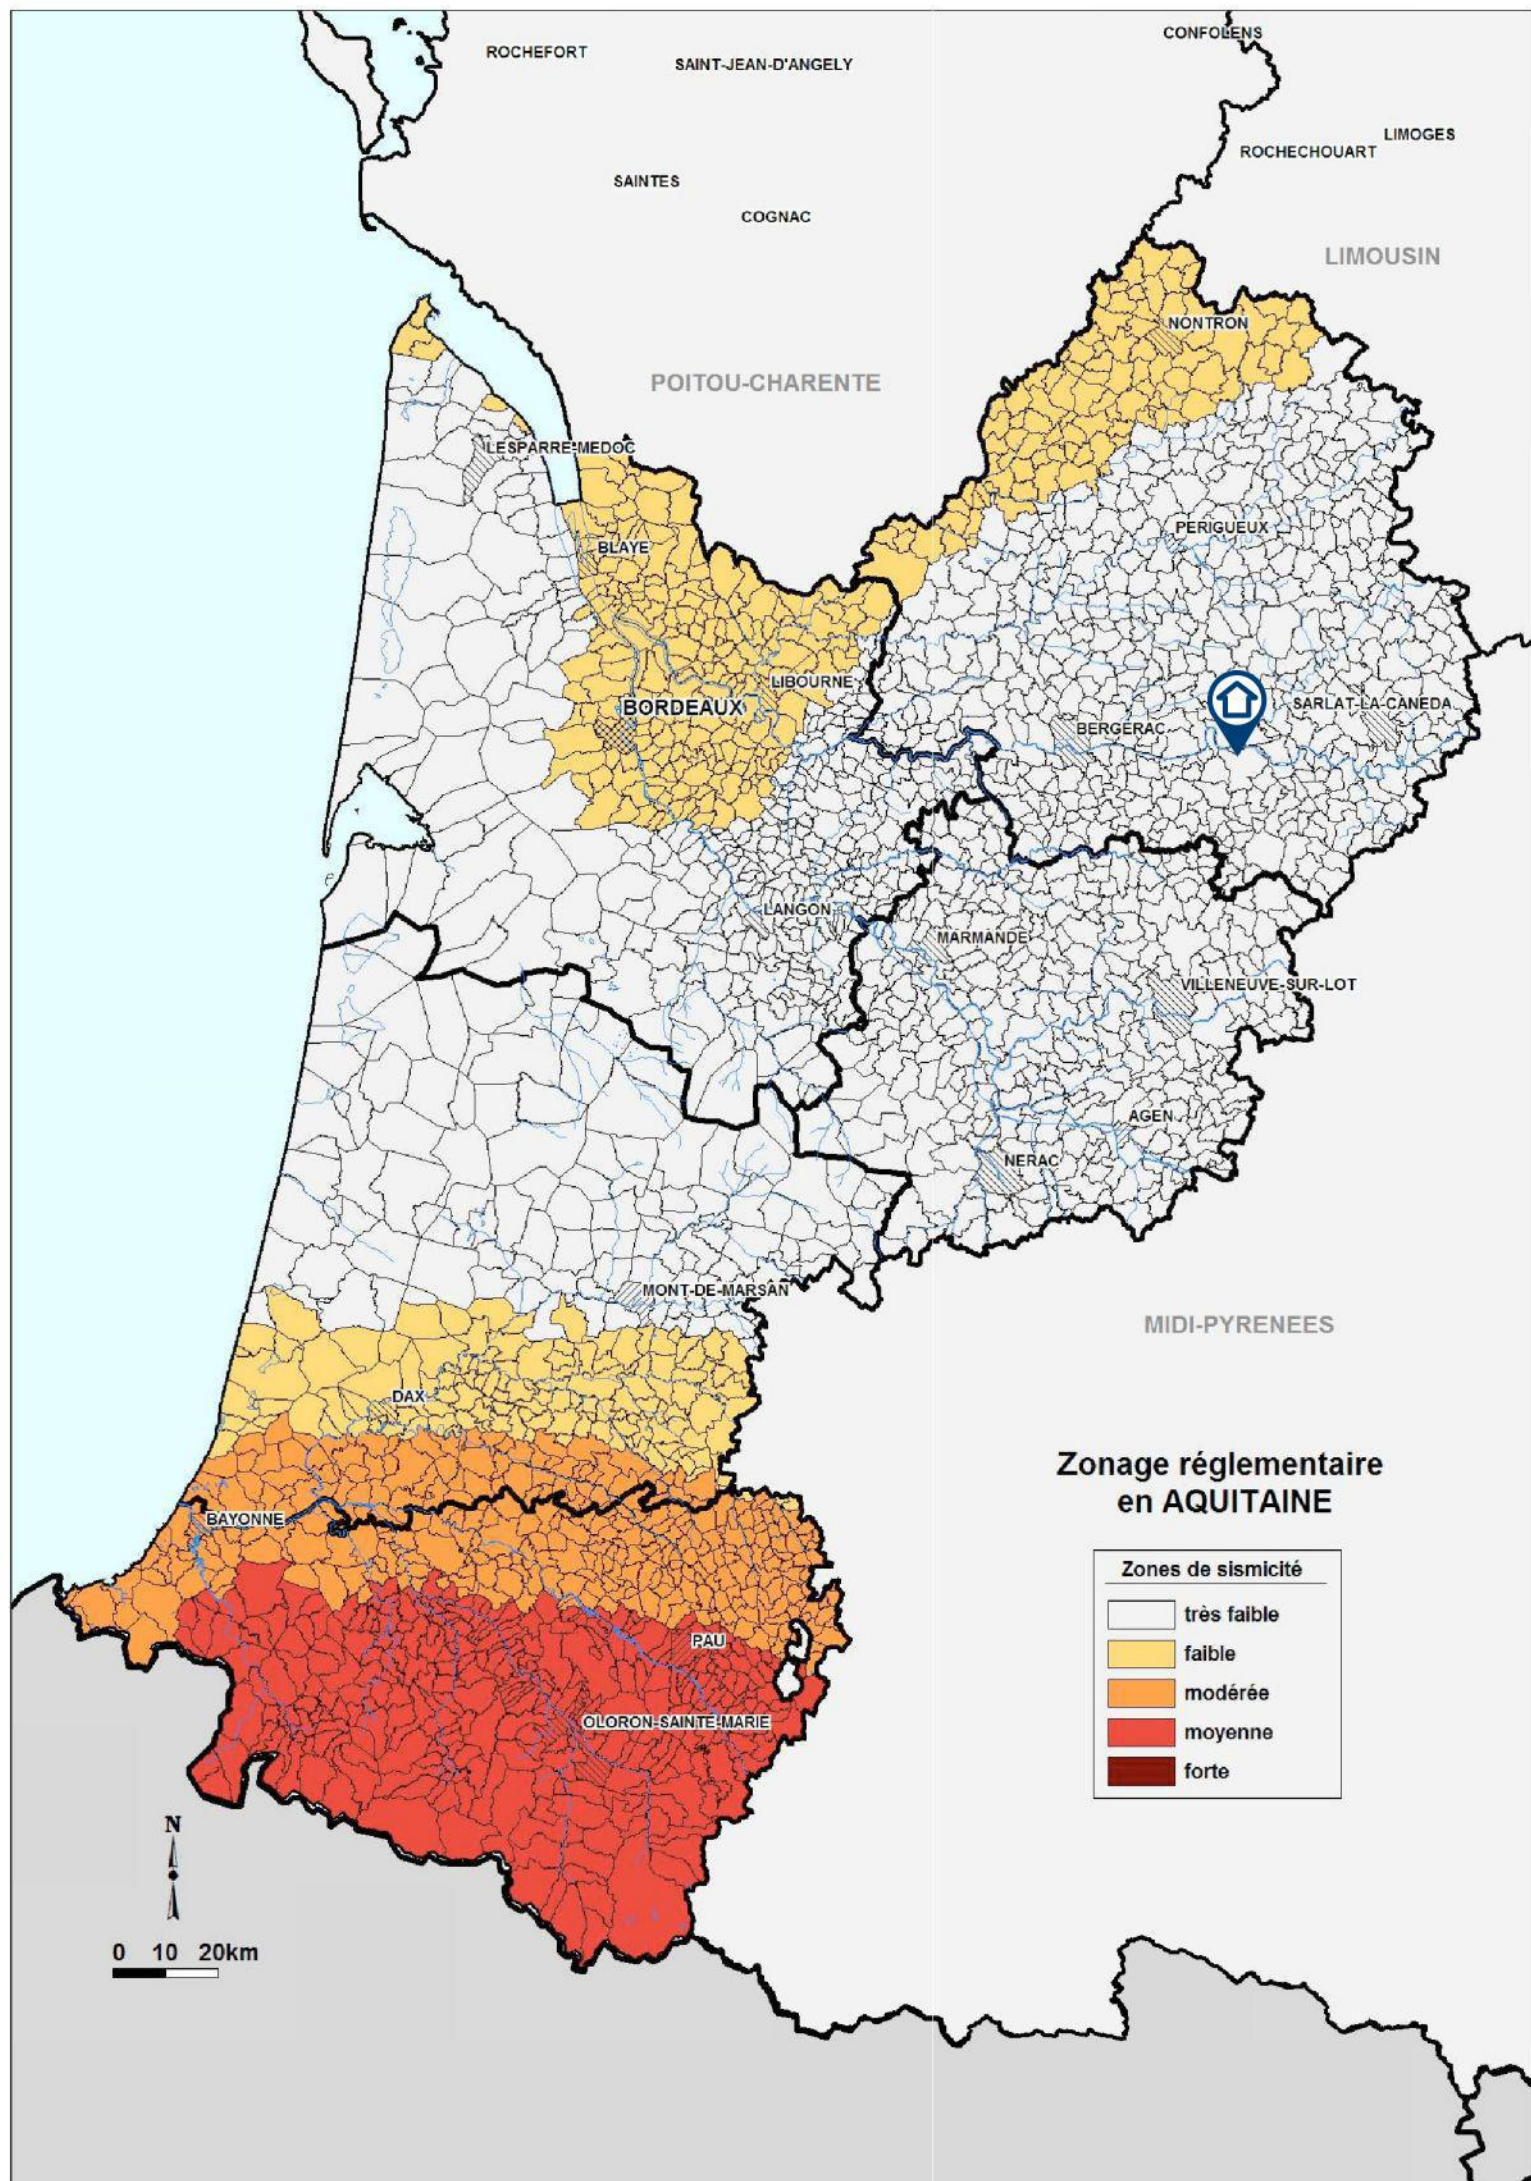 CONFOLENS
ROCHEFORT
SAINT-JEAN-D'ANGELY
LIMOGES
ROCHECHOUART
SAINTES
COGNAC
LIMOUSIN
NONTRON
POITOU-CHARENTE
LESPARRE-MEDOC
PERIGUEUX
BLAYE
LIBOURNE
SARLAT-LA-CANEDA
BORDEAUX
BERGERAC
LANGON
MARMANDE
VILLENEUVE-SUR-LOT
AGEN
NERAC
MONT-DE-MARSAN
MIDI-PYRENEES
DAX
Zonage réglementaire
en AQUITAINE
BAYONNE
Zones de sismicité
très faible
faible
modérée
moyenne
forte
PAU
OLORON-SAINTE-MARIE
N
0 10 20km